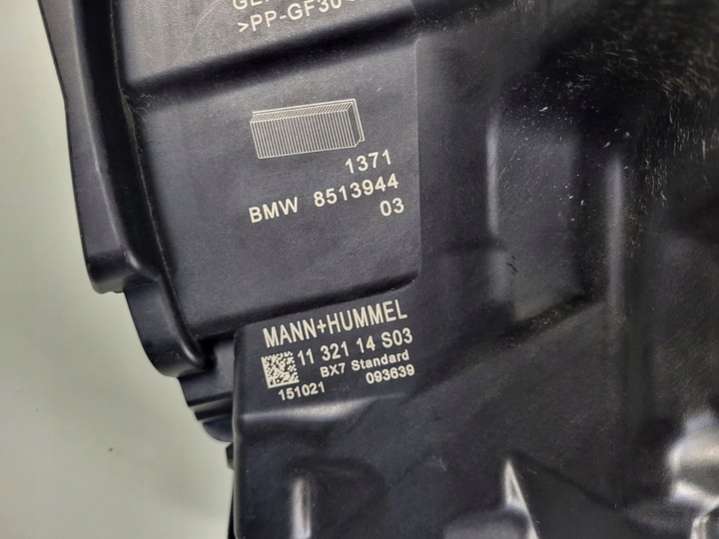 >PP-GF30
1371
BMW 8513944
03
MANN+HUMMEL
11 321 14 S03
BX7 Standard
151021 093639